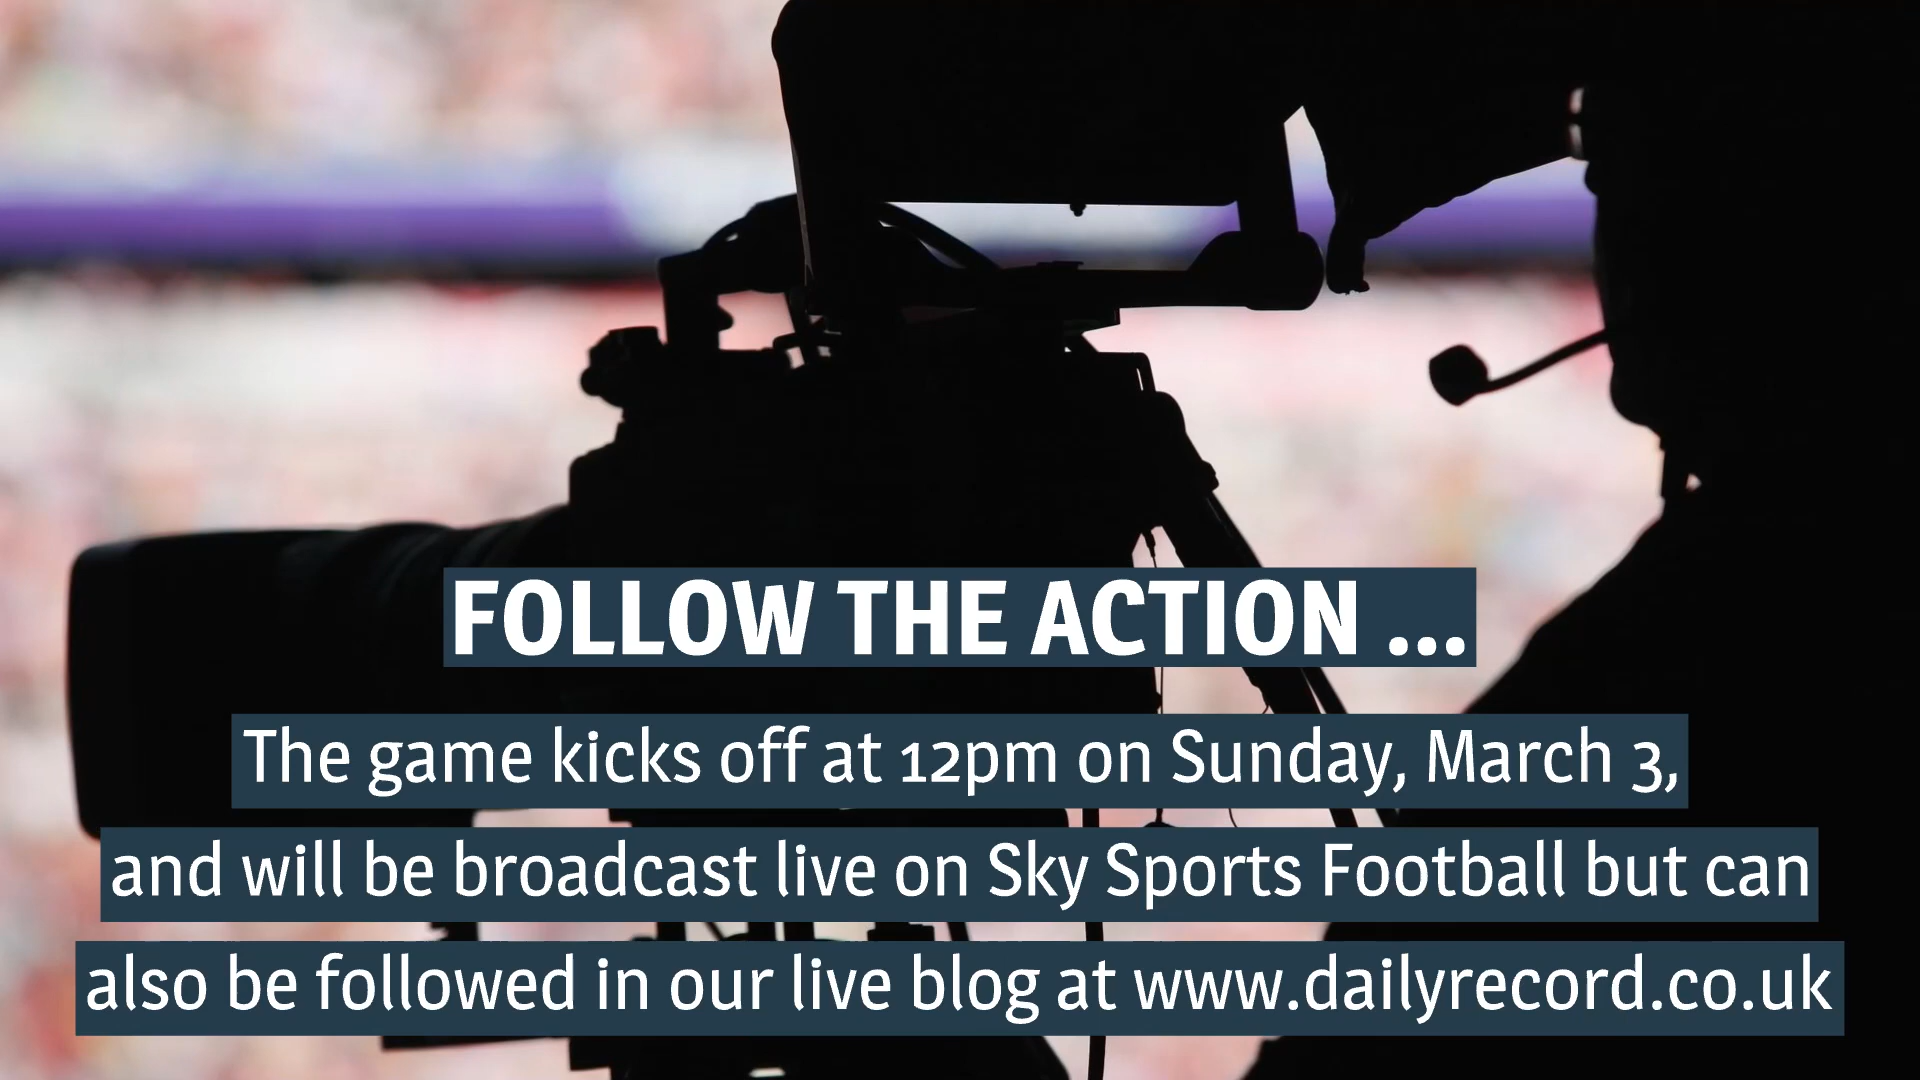 FOLLOW THE ACTION ...
The game kicks off at 12pm on Sunday, March 3,
and will be broadcast live on Sky Sports Football but can
also be followed in our live blog at www.dailyrecord.co.uk